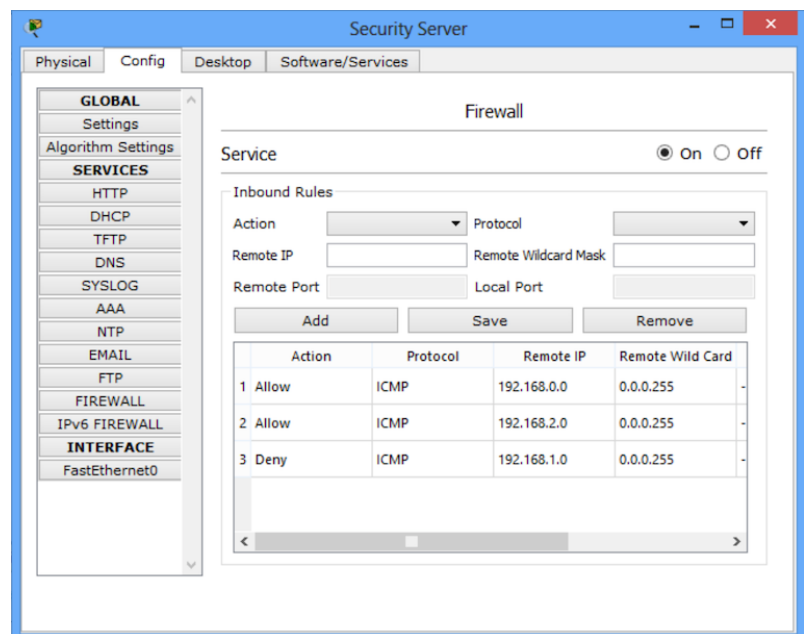 Security Server
Physical Config Desktop Software/Services
GLOBAL
Settings
Algorithm Settings
SERVICES
HTTP
DHCP
TFTP
DNS
SYSLOG
AAA
NTP
EMAIL
FTP
FIREWALL
IPv6 FIREWALL
INTERFACE
FastEthernet0
Firewall
Service On Off
Inbound Rules
Action Protocol
Remote IP Remote Wildcard Mask
Remote Port Local Port
Add Save Remove
Action Protocol Remote IP Remote Wild Card
1 Allow ICMP 192.168.0.0 0.0.0.255 -
2 Allow ICMP 192.168.2.0 0.0.0.255 -
3 Deny ICMP 192.168.1.0 0.0.0.255 -